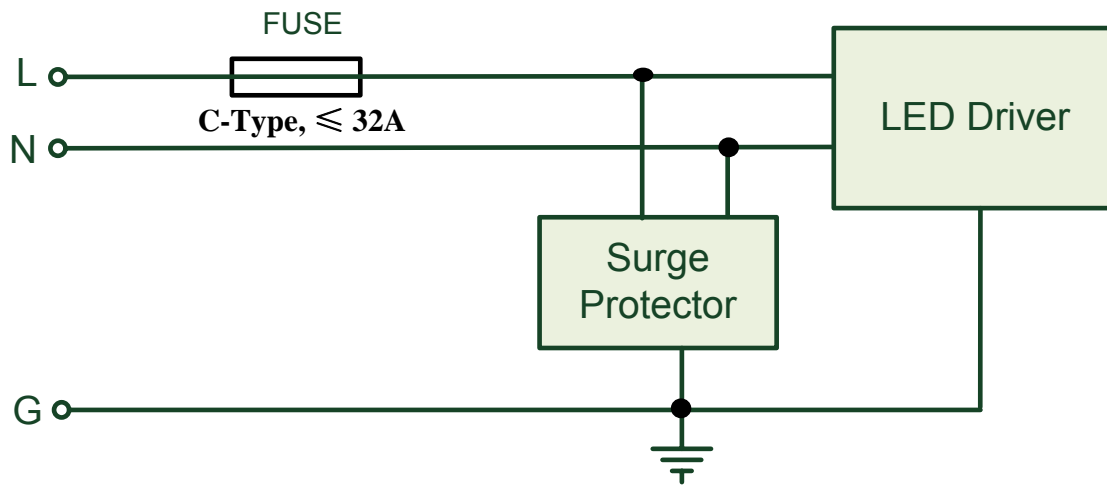 FUSE
L
C-Type, ≤ 32A
LED Driver
N
Surge
Protector
G